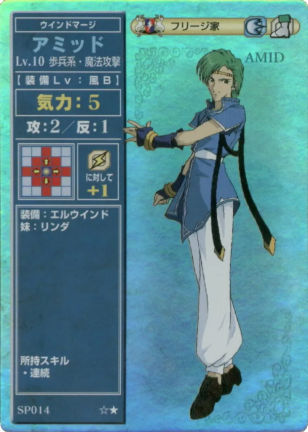 ウインドマージ
アミッド
Lv.10 歩兵系・魔法攻撃
【装備Lv:風B】
気力:5
攻:2/反:1
に対して
+1
装備:エルウインド
妹:リンダ
所持スキル
・連続
SP014
☆★
フリージ家
AMID